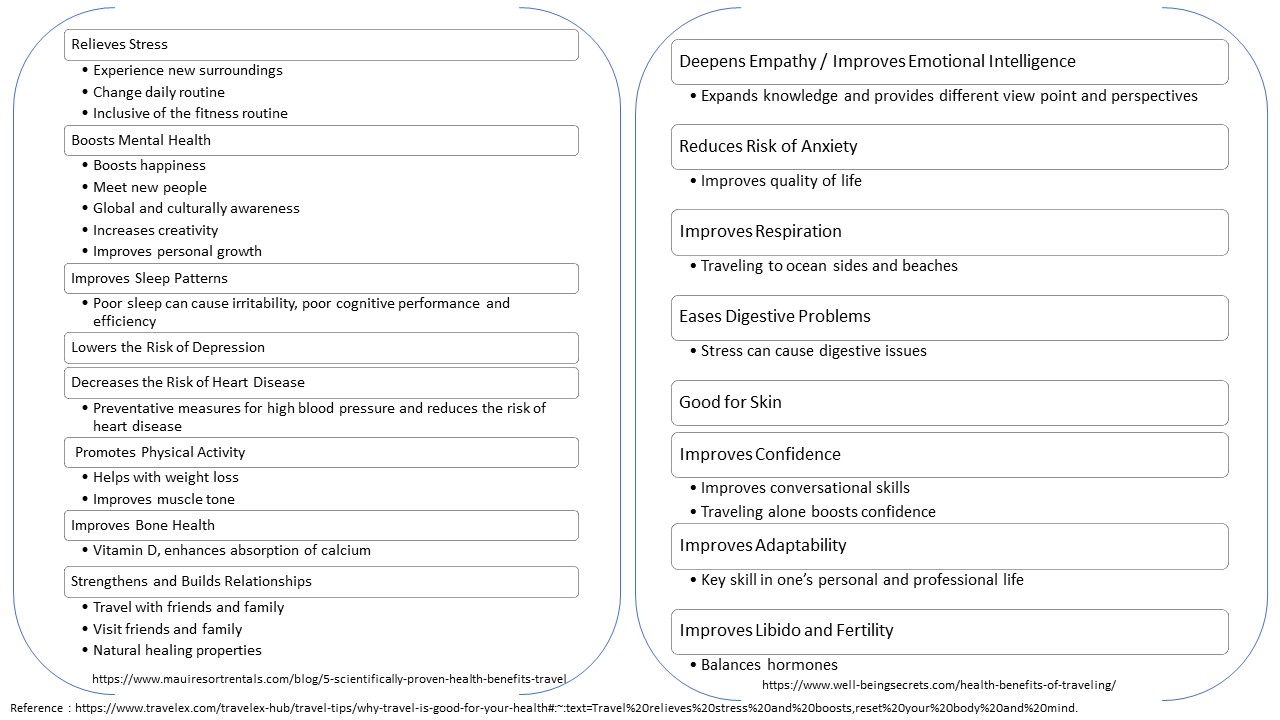 Relieves Stress
• Experience new surroundings
• Change daily routine
• Inclusive of the fitness routine
Boosts Mental Health
• Boosts happiness
• Meet new people
• Global and culturally awareness
• Increases creativity
• Improves personal growth
Improves Sleep Patterns
• Poor sleep can cause irritability, poor cognitive performance and
efficiency
Lowers the Risk of Depression
Decreases the Risk of Heart Disease
• Preventative measures for high blood pressure and reduces the risk of
heart disease
Promotes Physical Activity
• Helps with weight loss
• Improves muscle tone
Improves Bone Health
• Vitamin D, enhances absorption of calcium
Strengthens and Builds Relationships
• Travel with friends and family
• Visit friends and family
• Natural healing properties
https://www.mauiresortrentals.com/blog/5-scientifically-proven-health-benefits-travel
Deepens Empathy / Improves Emotional Intelligence
• Expands knowledge and provides different view point and perspectives
Reduces Risk of Anxiety
• Improves quality of life
Improves Respiration
• Traveling to ocean sides and beaches
Eases Digestive Problems
• Stress can cause digestive issues
Good for Skin
Improves Confidence
• Improves conversational skills
• Traveling alone boosts confidence
Improves Adaptability
• Key skill in one's personal and professional life
Improves Libido and Fertility
• Balances hormones
https://www.well-beingsecrets.com/health-benefits-of-traveling/
Reference : https://www.travelex.com/travelex-hub/travel-tips/why-travel-is-good-for-your-health#:~:text=Travel%20relieves%20stress%20and%20boosts,reset%20your%20body%20and%20mind.